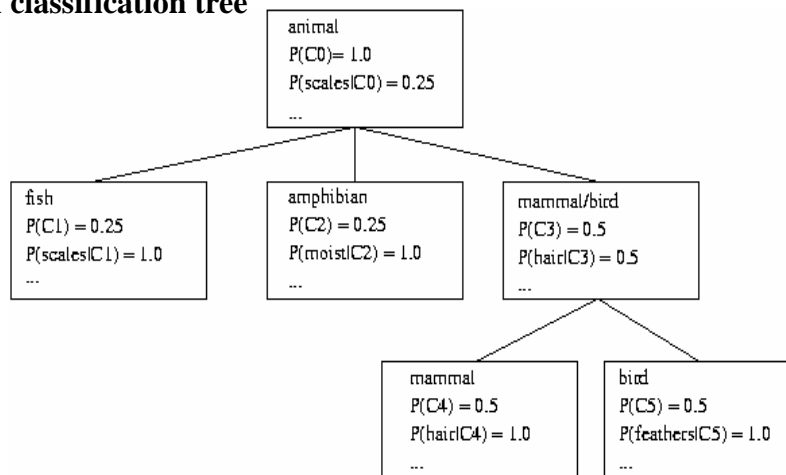 classification tree
animal
P(C0)= 1.0
P(scales|C0) = 0.25
...
fish
P(C1) = 0.25
P(scales|C1) = 1.0
...
amphibian
P(C2) = 0.25
P(moist|C2) = 1.0
...
mammal/bird
P(C3) = 0.5
P(hair|C3) = 0.5
...
mammal
P(C4) = 0.5
P(hair|C4) = 1.0
...
bird
P(C5) = 0.5
P(feathers|C5) = 1.0
...